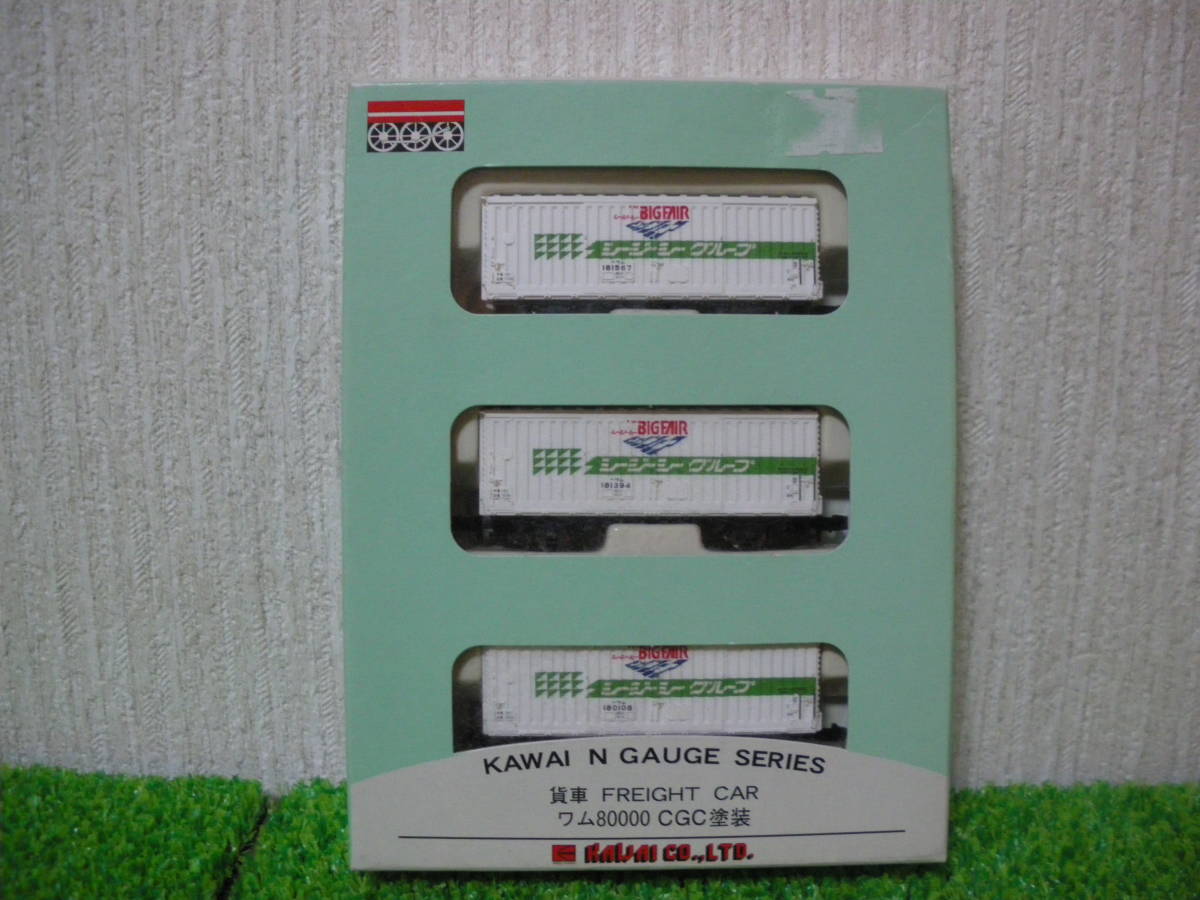 BIGFAIR
シージーシー グループ
181567
BIGFAIR
シージーシー グループ
181394
BIGFAIR
シージーシー グループ
180108
KAWAI N GAUGE SERIES
貨車 FREIGHT CAR
ワム80000 CGC塗装
KAWAI CO.,LTD.